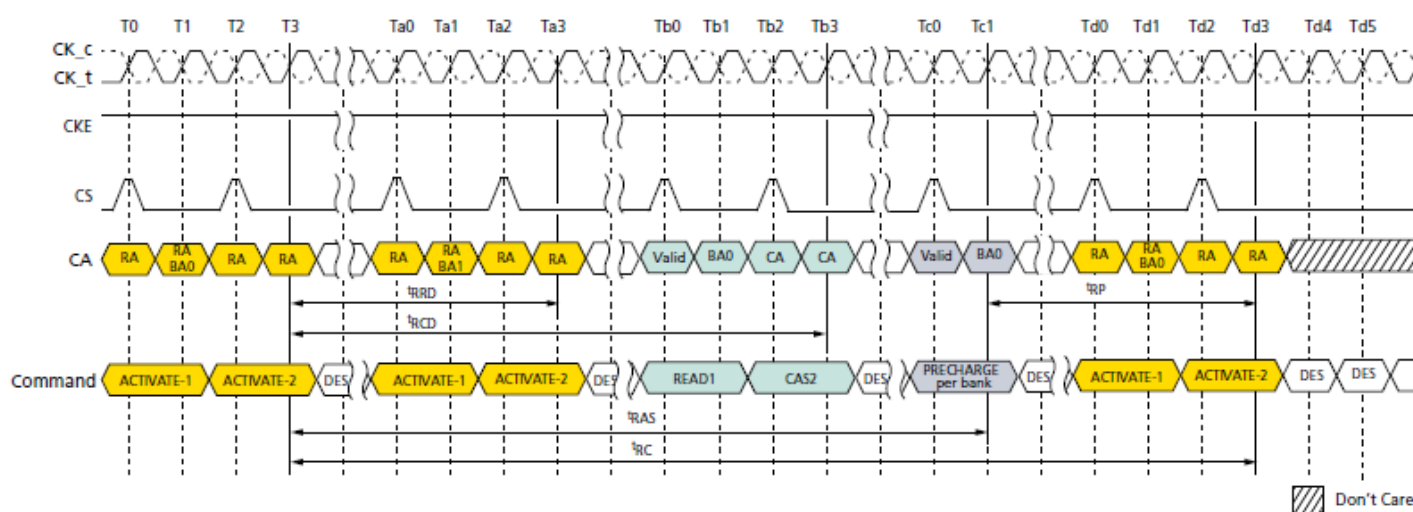 T0 T1 T2 T3 Ta0 Ta1 Ta2 Ta3 Tb0 Tb1 Tb2 Tb3 Tc0 Tc1 Td0 Td1 Td2 Td3 Td4 Td5
CK_c
CK_t
CKE
CS
CA RA RA BA0 RA RA RA RA BA1 RA RA Valid BA0 CA CA Valid BA0 RA RA BA0 RA RA
tRRD tRP
tRCD
Command ACTIVATE-1 ACTIVATE-2 DES ACTIVATE-1 ACTIVATE-2 DES READ1 CAS2 DES PRECHARGE per bank DES ACTIVATE-1 ACTIVATE-2 DES DES
tRAS
tRC
Don't Care